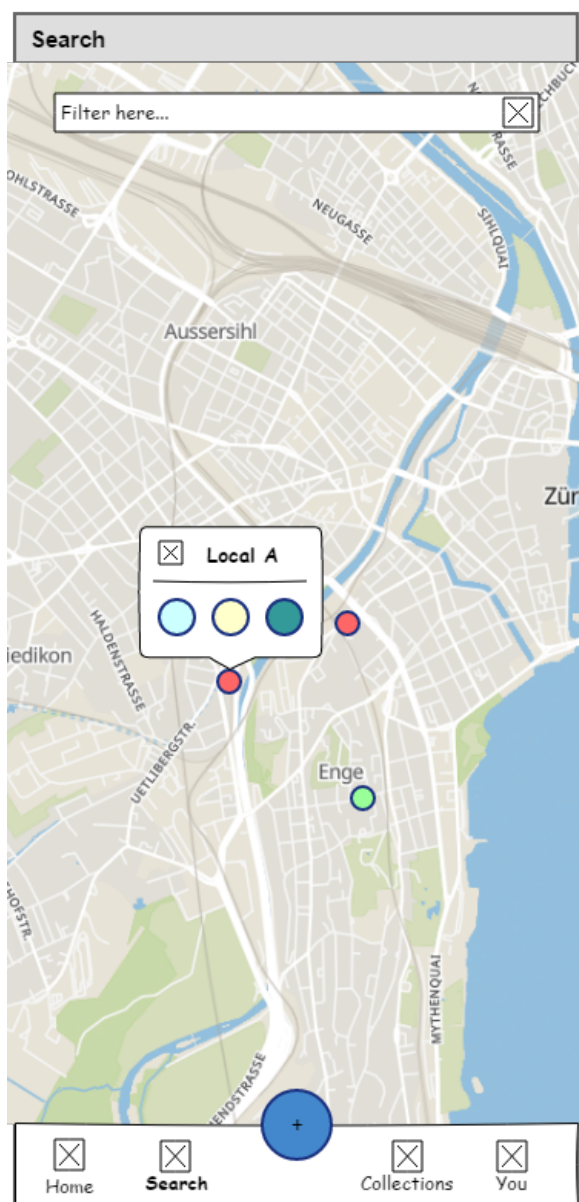 Search
Filter here...
OHLSTRASSE
NEUGASSE
SIHLQUAI
Aussersihl
Zür
Local A
HALDENSTRASSE
iedikon
UETLIBERGSTR.
Enge
HOFSTR.
MYTHENQUAI
ENDSTRASSE
+
Home
Search
Collections
You